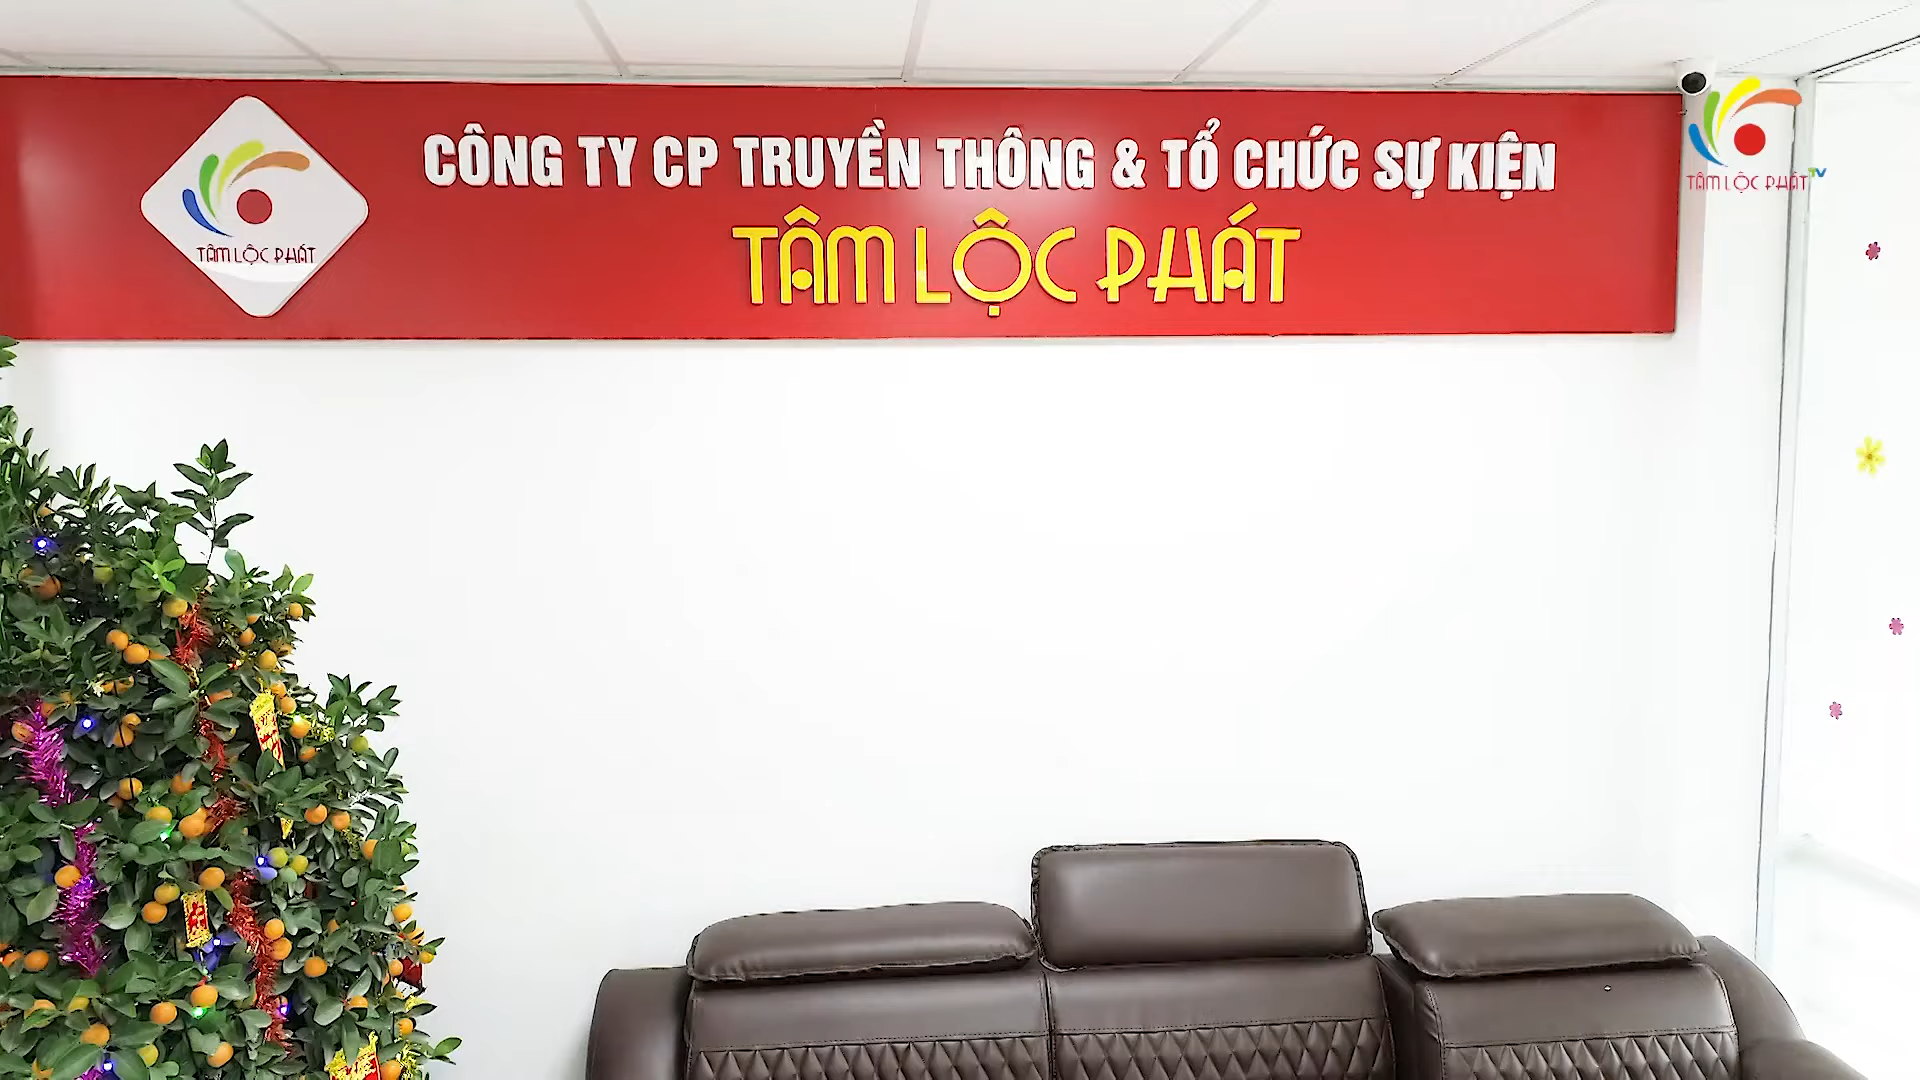 CÔNG TY CP TRUYỀN THÔNG & TỔ CHỨC SỰ KIỆN
TÂM LỘC PHÁT
TÂM LỘC PHÁT
TÂM LỘC PHÁT TV